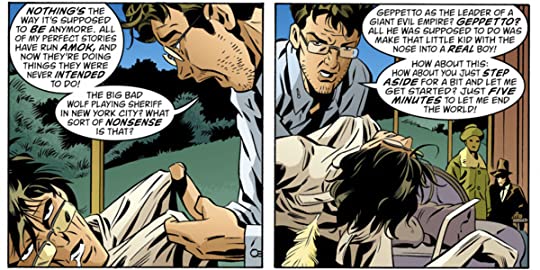 NOTHING'S
THE WAY IT'S SUPPOSED
TO BE ANYMORE. ALL
OF MY PERFECT STORIES
HAVE RUN AMOK, AND
NOW THEY'RE DOING
THINGS THEY WERE
NEVER INTENDED
TO DO!
THE BIG BAD
WOLF PLAYING SHERIFF
IN NEW YORK CITY? WHAT
SORT OF NONSENSE
IS THAT?
GEPPETTO AS THE LEADER OF A
GIANT EVIL EMPIRE? GEPPETTO?
ALL HE WAS SUPPOSED TO DO WAS
MAKE THAT LITTLE KID WITH THE
NOSE INTO A REAL BOY!
HOW ABOUT THIS:
HOW ABOUT YOU JUST STEP
ASIDE FOR A BIT AND LET ME
GET STARTED? JUST FIVE
MINUTES TO LET ME END
THE WORLD!